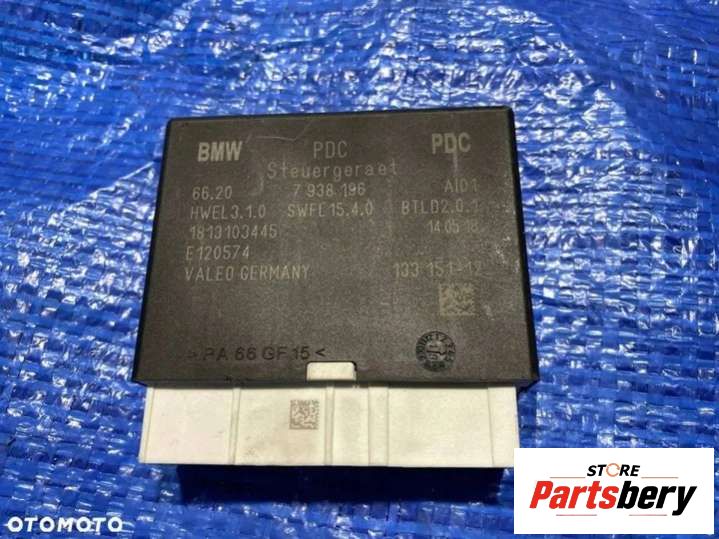 BMW PDC PDC
Steuergeraet
66.20 7 938 196 AID1
HWEL3.1.0 SWFL15.4.0 BTLD2.0.1
1813103445 14.05.18
E120574
VALEO GERMANY 133 151-12
>PA 66 GF 15<
STORE
Partsbery
OTOMOTO